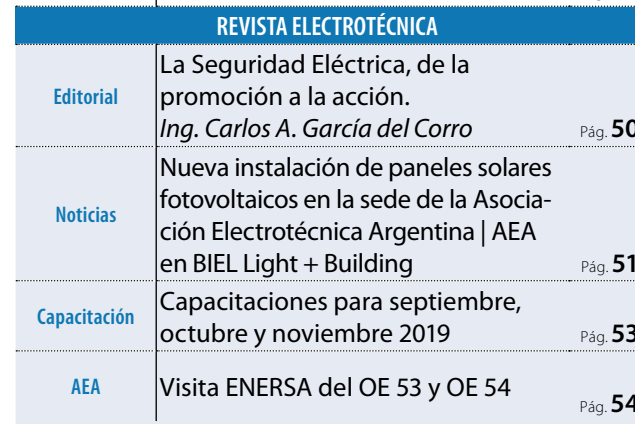 REVISTA ELECTROTÉCNICA
Editorial
La Seguridad Eléctrica, de la
promoción a la acción.
Ing. Carlos A. García del Corro
Pág. 50
Noticias
Nueva instalación de paneles solares
fotovoltaicos en la sede de la Asocia-
ción Electrotécnica Argentina | AEA
en BIEL Light + Building
Pág. 51
Capacitación
Capacitaciones para septiembre,
octubre y noviembre 2019
Pág. 53
AEA
Visita ENERSA del OE 53 y OE 54
Pág. 54